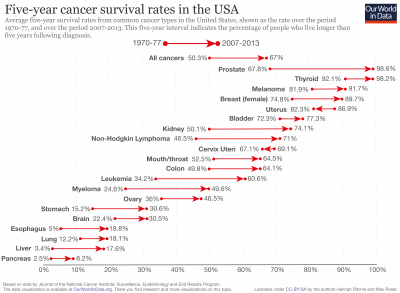 Five-year cancer survival rates in the USA
Our World
in Data
Average five-year survival rates from common cancer types in the United States, shown as the rate over the period
1970-77, and over the period 2007-2013. This five-year interval indicates the percentage of people who live longer than
five years following diagnosis.
1970-77 2007-2013
All cancers 50.3% 67%
Prostate 67.8% 98.6%
Thyroid 92.1% 98.2%
Melanoma 81.9% 91.7%
Breast (female) 74.8% 89.7%
Uterus 82.3% 86.9%
Bladder 72.3% 77.3%
Kidney 50.1% 74.1%
Non-Hodgkin Lymphoma 46.5% 71%
Cervix Uteri 67.1% 69.1%
Mouth/throat 52.5% 64.5%
Colon 49.8% 64.1%
Leukemia 34.2% 60.6%
Myeloma 24.6% 49.6%
Ovary 36% 46.5%
Stomach 15.2% 30.6%
Brain 22.4% 30.5%
Esophagus 5% 18.8%
Lung 12.2% 18.1%
Liver 3.4% 17.6%
Pancreas 2.5% 8.2%
0% 10% 20% 30% 40% 50% 60% 70% 80% 90% 100%
Based on data by Journal of the National Cancer Institute; Surveillance, Epidemiology and End Results Program.
The data visualization is available at OurWorldinData.org. There you find research and more visualizations on this topic.
Licensed under CC-BY-SA by the authors Hannah Ritchie and Max Roser.